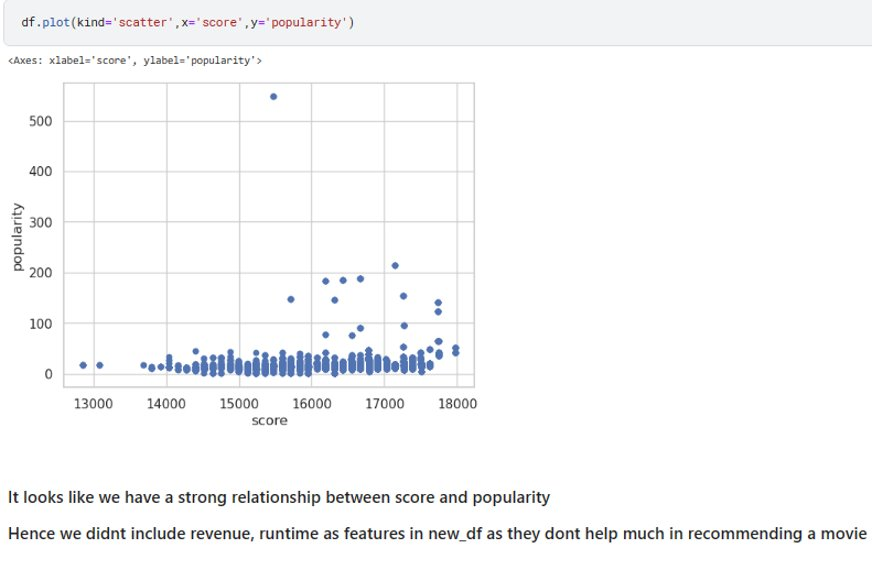 df.plot(kind='scatter',x='score',y='popularity')
<Axes: xlabel='score', ylabel='popularity'>
500
400
300
200
100
0
popularity
13000 14000 15000 16000 17000 18000
score
It looks like we have a strong relationship between score and popularity
Hence we didnt include revenue, runtime as features in new_df as they dont help much in recommending a movie